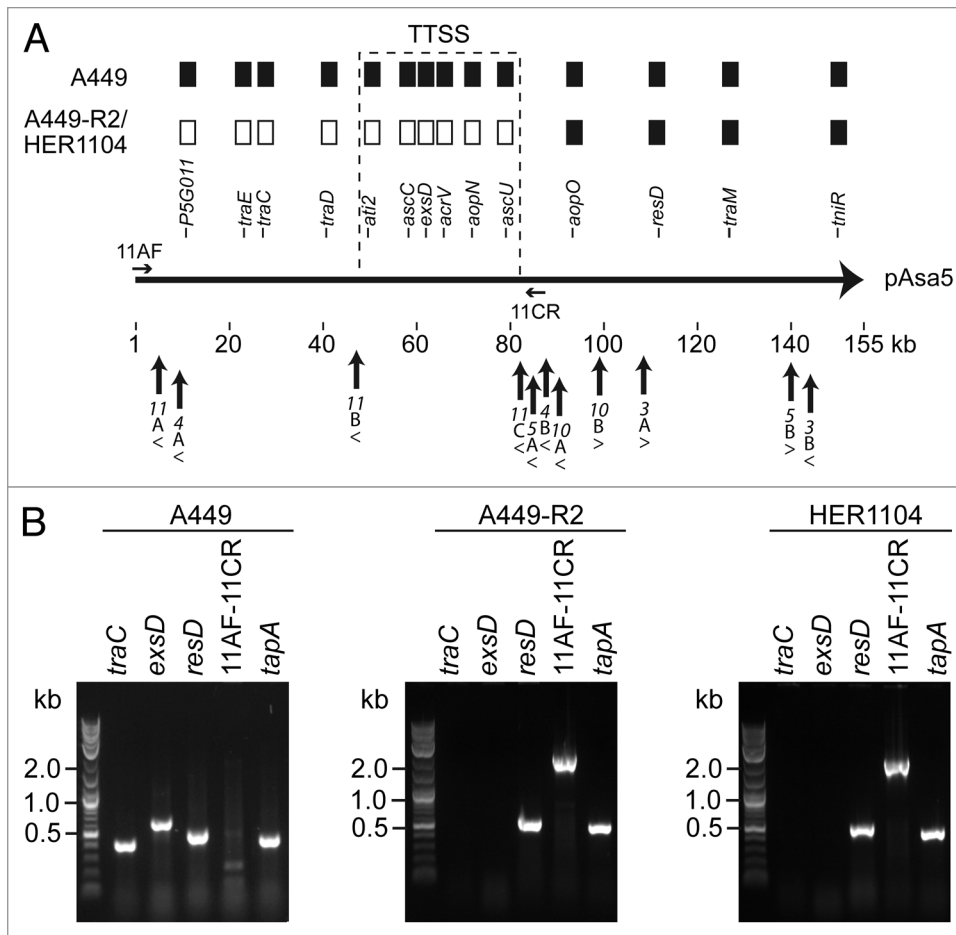 A
TTSS
A449
A449-R2/
HER1104
–P5G011
–traE
–traC
–traD
–ati2
–ascC
–exsD
–acrV
–aopN
–ascU
–aopO
–resD
–traM
–tniR
11AF
pAsa5
11CR
1 20 40 60 80 100 120 140 155 kb
11 A <
4 A <
11 B <
11 C <
5 A <
4 B <
10 A <
10 B >
3 A >
5 B >
3 B <
B
A449 A449-R2 HER1104
traC exsD resD 11AF-11CR tapA
traC exsD resD 11AF-11CR tapA
traC exsD resD 11AF-11CR tapA
kb kb kb
2.0 2.0 2.0
1.0 1.0 1.0
0.5 0.5 0.5